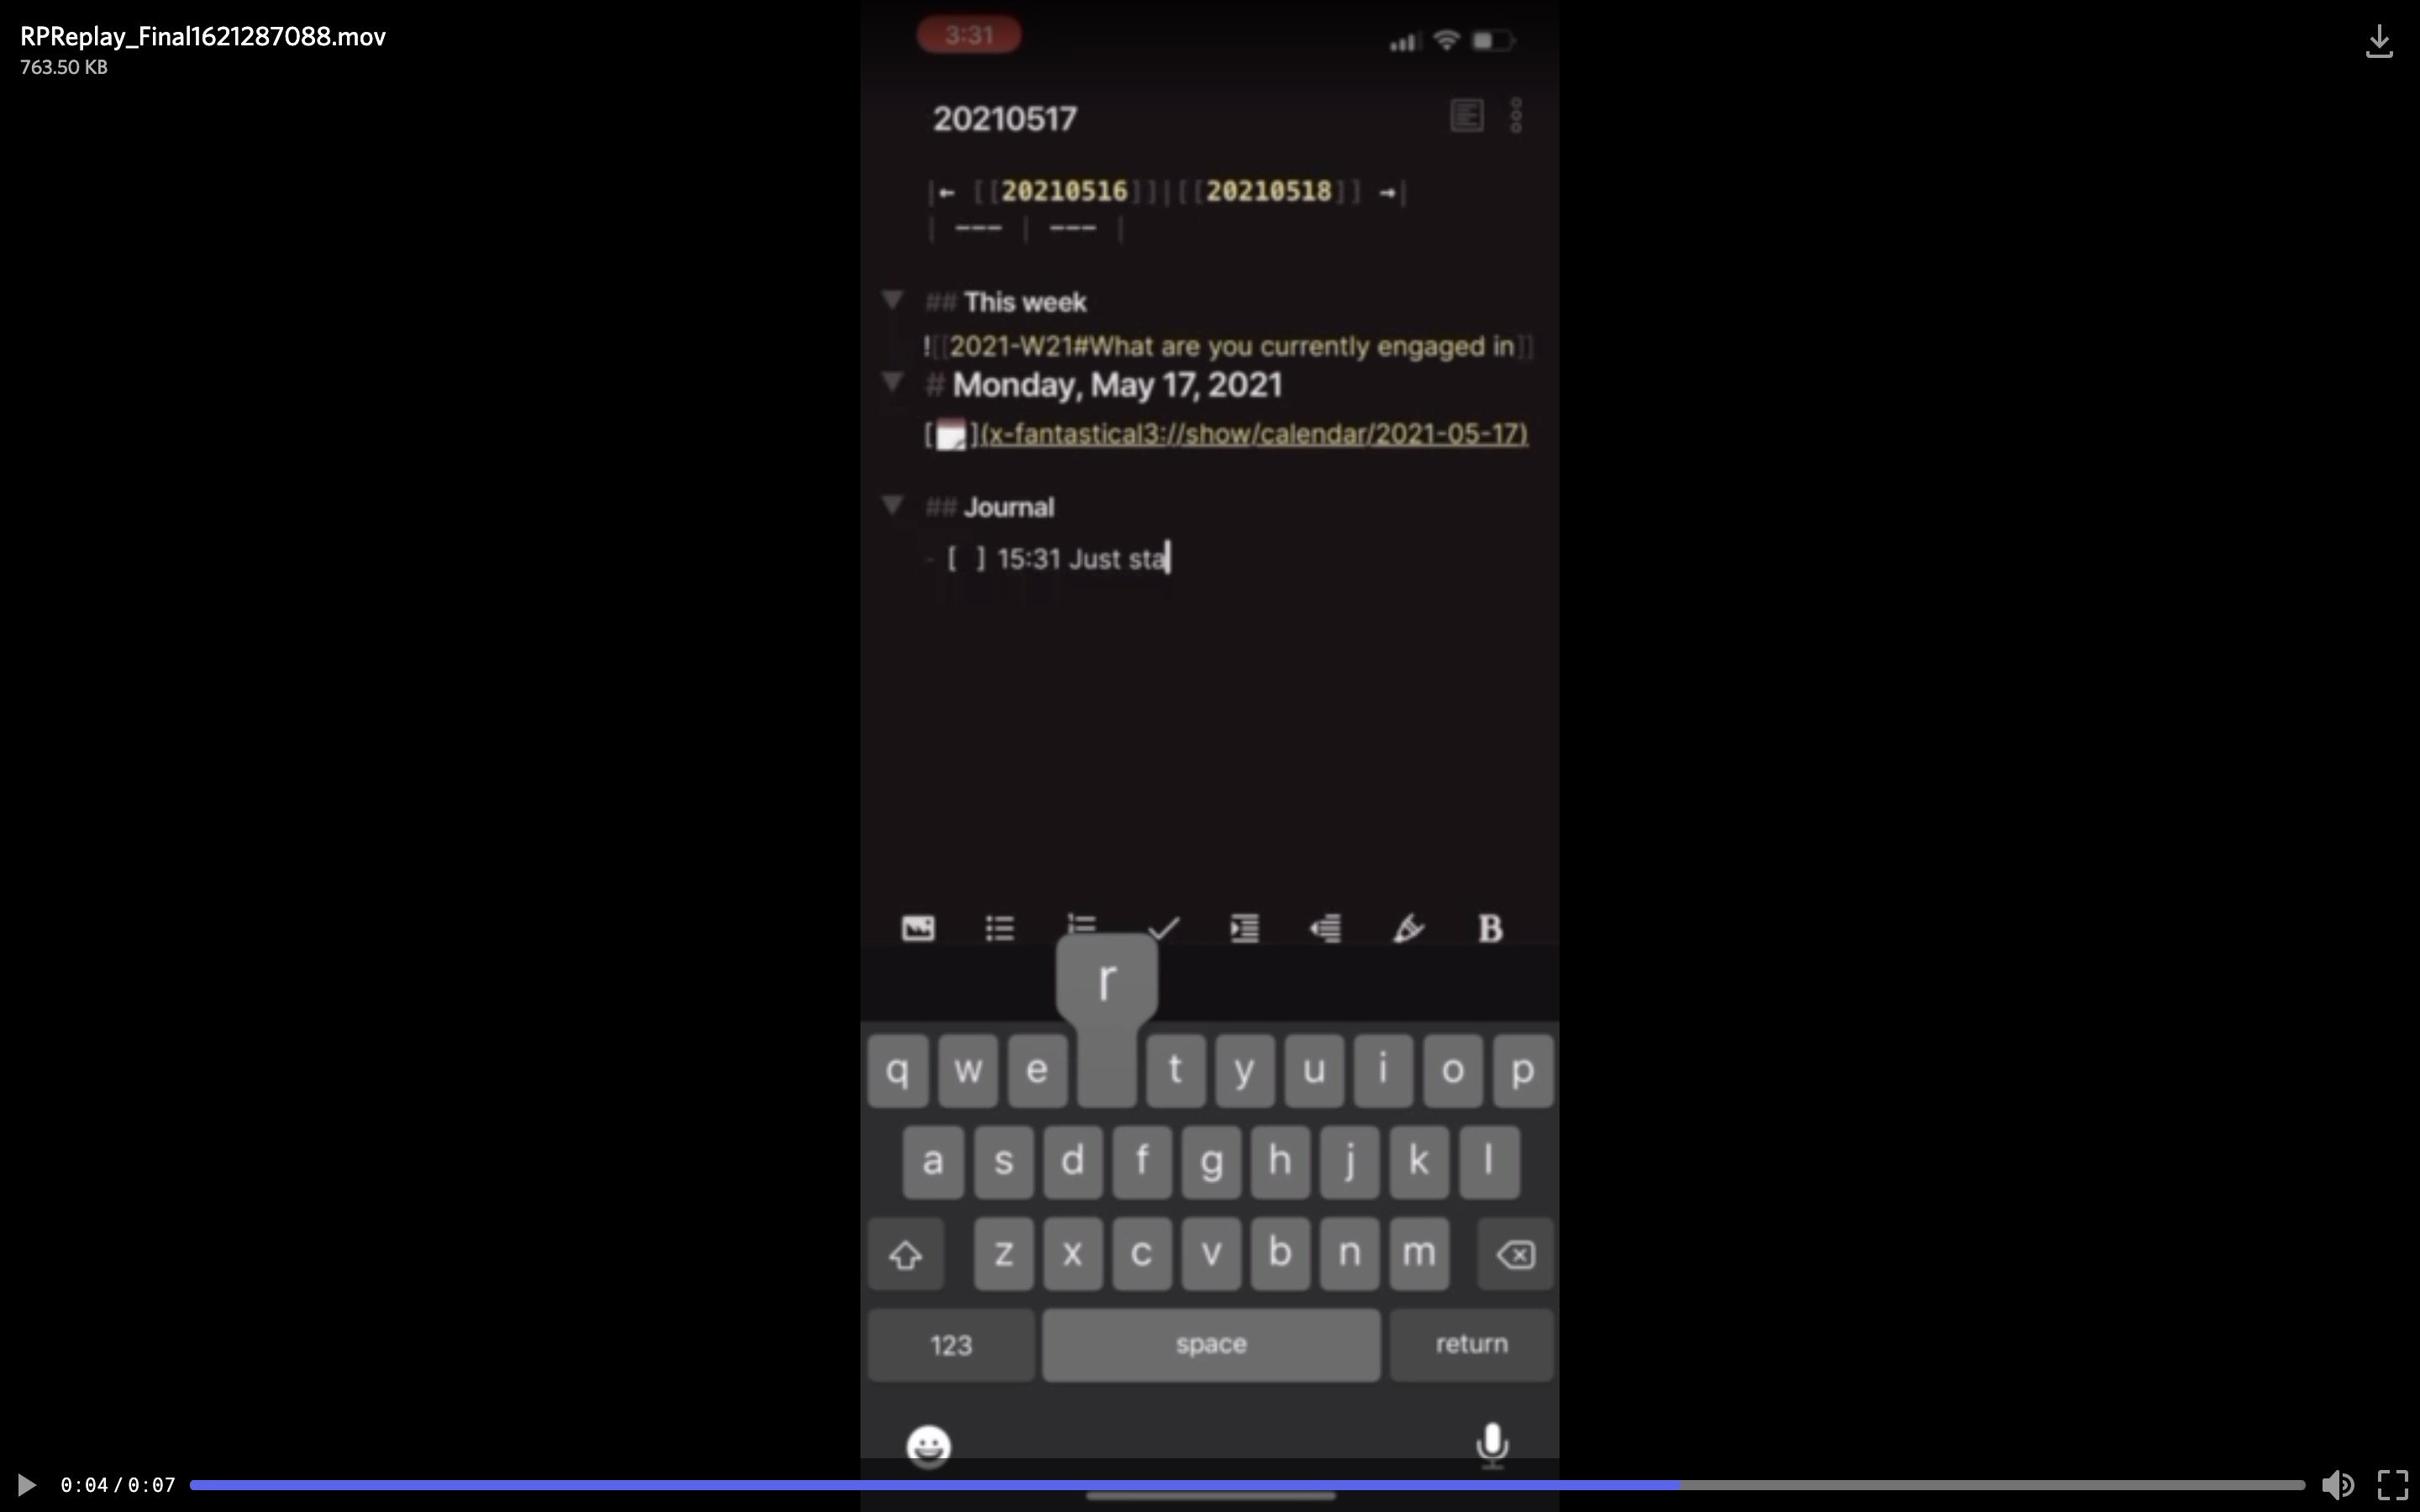 RPReplay_Final1621287088.mov
763.50 KB
3:31
20210517
|← [[20210516]]|[[20210518]] →|
| --- | --- |
## This week
![[2021-W21#What are you currently engaged in]]
# Monday, May 17, 2021
[](x-fantastical3://show/calendar/2021-05-17)
## Journal
- [ ] 15:31 Just sta
B
r
q w e t y u i o p
a s d f g h j k l
z x c v b n m
123 space return
0:04 / 0:07